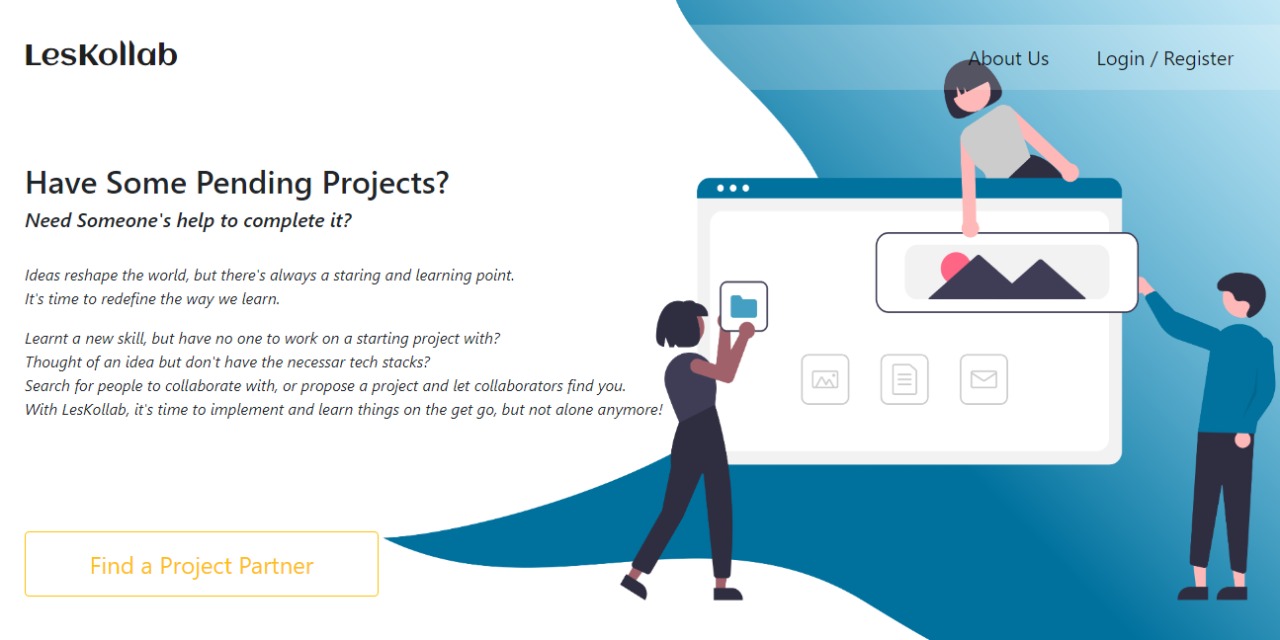 LesKollab
About Us
Login / Register
Have Some Pending Projects?
Need Someone's help to complete it?
Ideas reshape the world, but there's always a staring and learning point.
It's time to redefine the way we learn.
Learnt a new skill, but have no one to work on a starting project with?
Thought of an idea but don't have the necessar tech stacks?
Search for people to collaborate with, or propose a project and let collaborators find you.
With LesKollab, it's time to implement and learn things on the get go, but not alone anymore!
Find a Project Partner